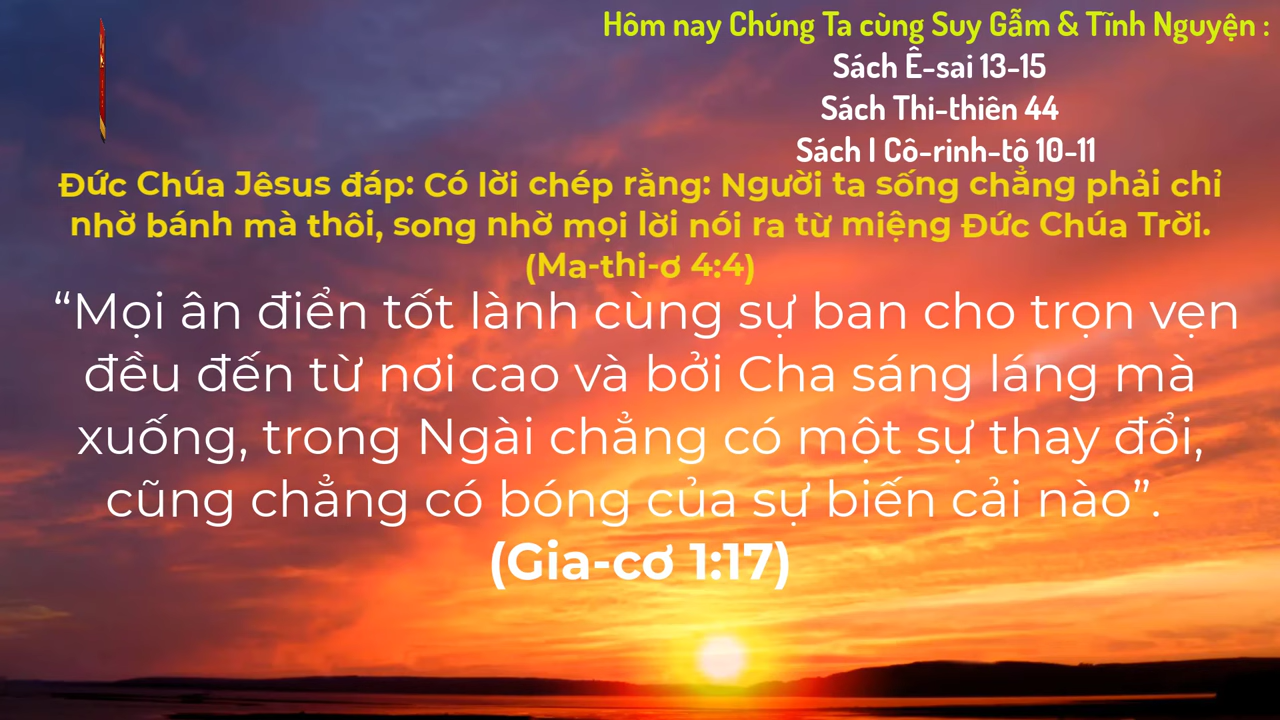 Hôm nay Chúng Ta cùng Suy Gẫm & Tĩnh Nguyện :
Sách Ê-sai 13-15
Sách Thi-thiên 44
Sách I Cô-rinh-tô 10-11
Đức Chúa Jêsus đáp: Có lời chép rằng: Người ta sống chẳng phải chỉ
nhờ bánh mà thôi, song nhờ mọi lời nói ra từ miệng Đức Chúa Trời.
(Ma-thi-ơ 4:4)
“Mọi ân điển tốt lành cùng sự ban cho trọn vẹn
đều đến từ nơi cao và bởi Cha sáng láng mà
xuống, trong Ngài chẳng có một sự thay đổi,
cũng chẳng có bóng của sự biến cải nào”.
(Gia-cơ 1:17)